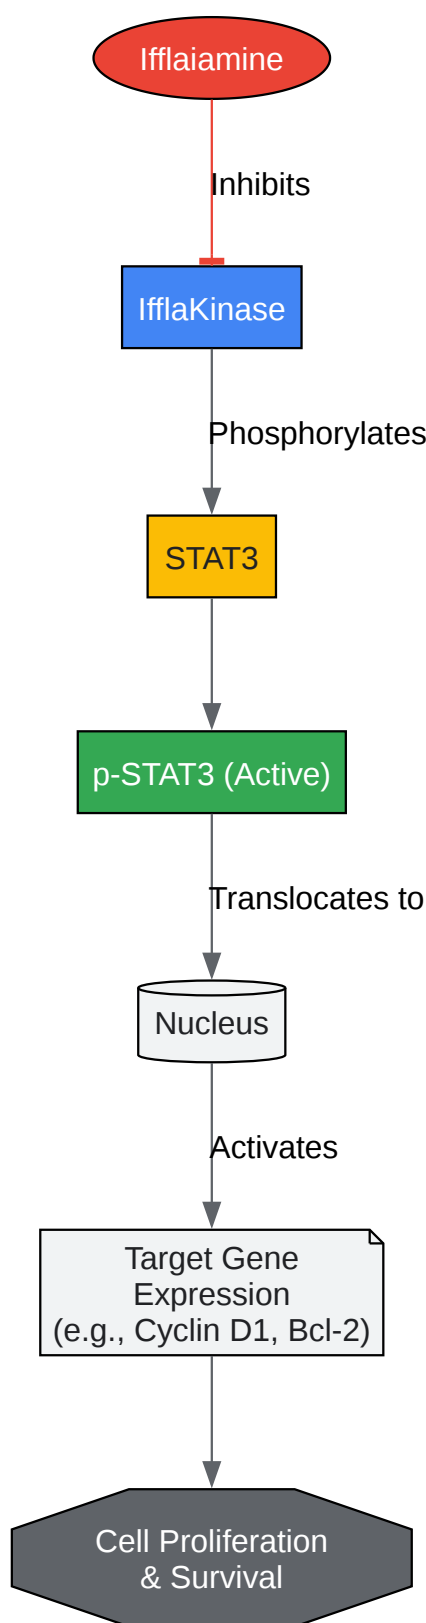 Ifflaiamine
Inhibits
IfflaKinase
Phosphorylates
STAT3
p-STAT3 (Active)
Translocates to
Nucleus
Activates
Target Gene
Expression
(e.g., Cyclin D1, Bcl-2)
Cell Proliferation
& Survival